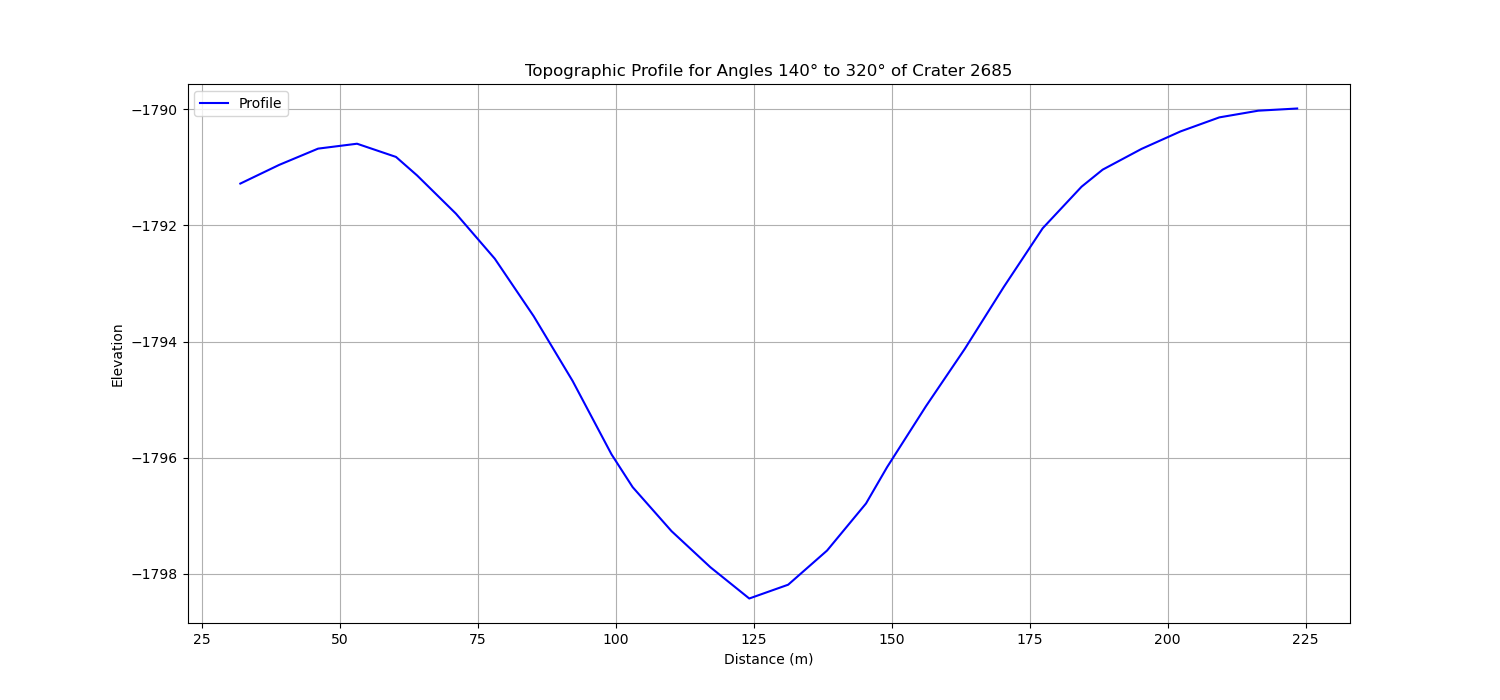 Topographic Profile for Angles 140° to 320° of Crater 2685
Profile
−1790
−1792
−1794
−1796
−1798
Elevation
25 50 75 100 125 150 175 200 225
Distance (m)